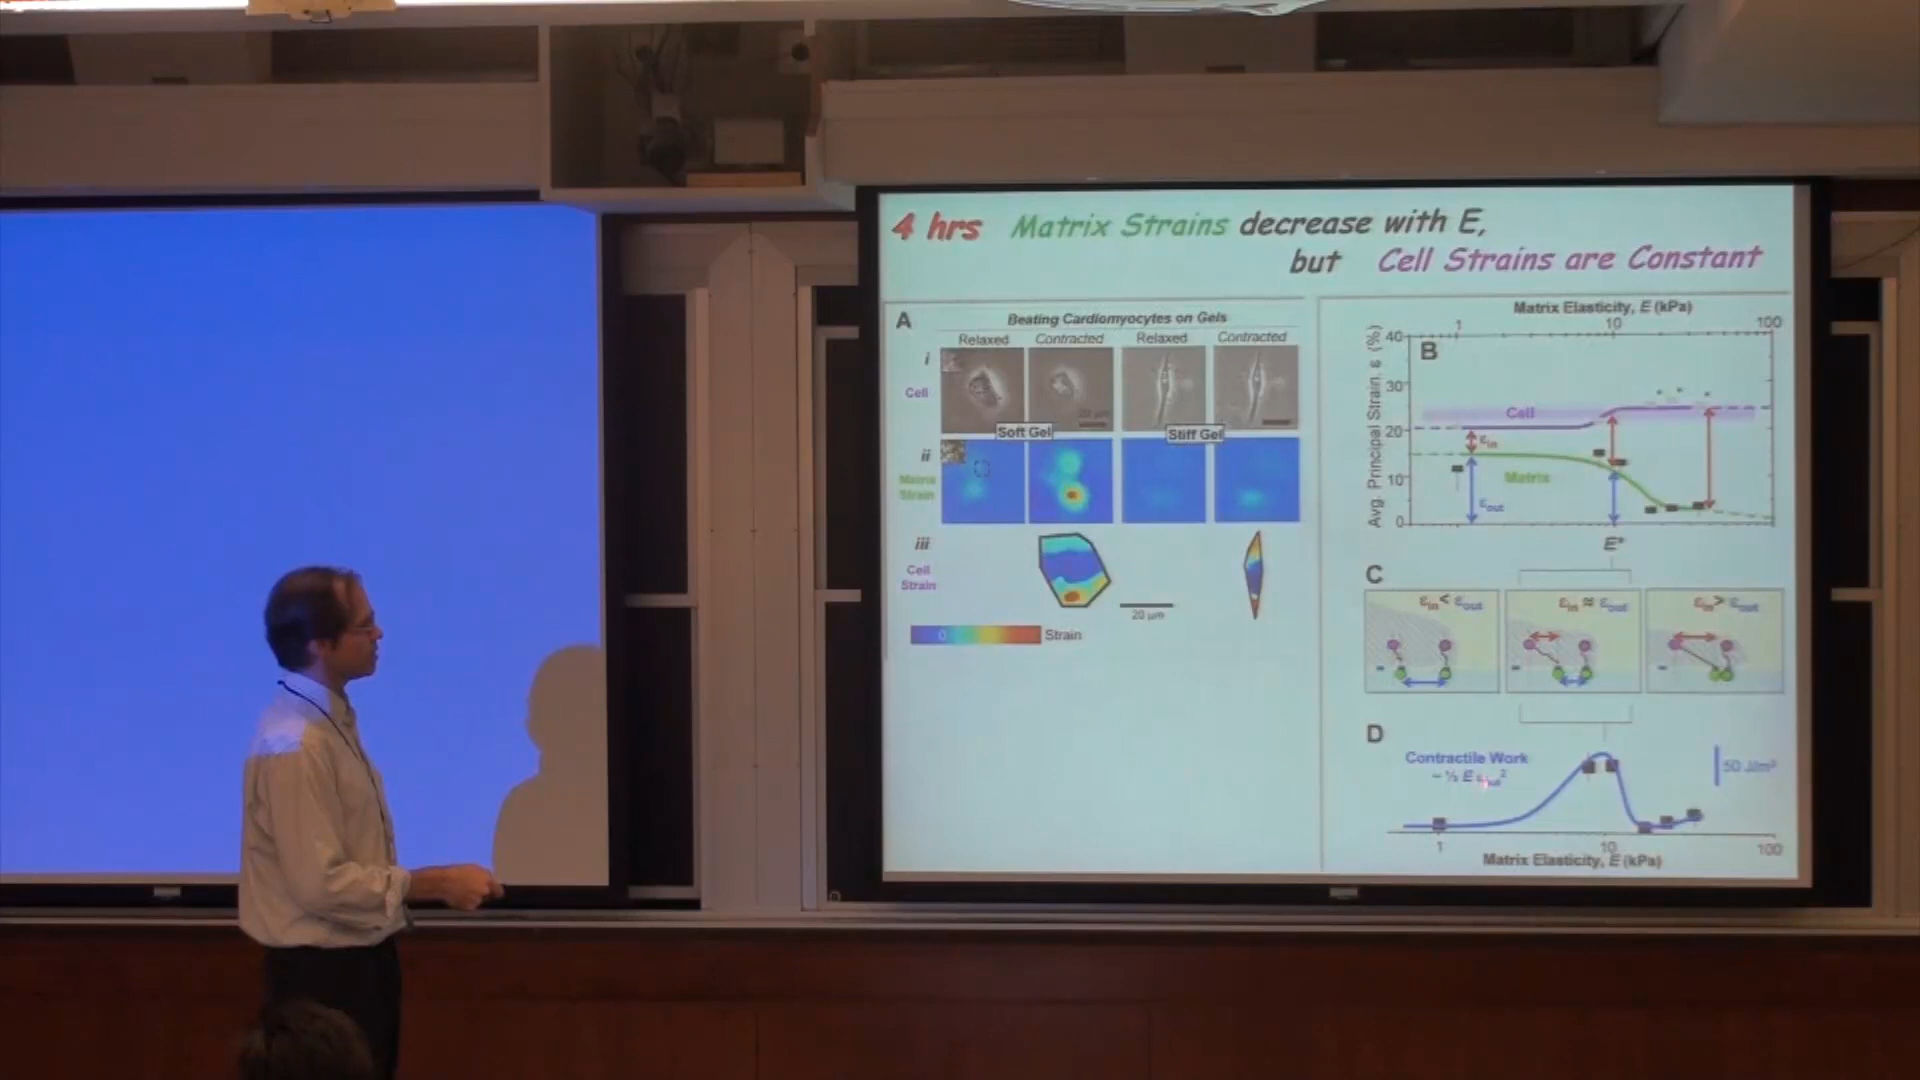 4 hrs Matrix Strains decrease with E,
but Cell Strains are Constant
A
Beating Cardiomyocytes on Gels
Relaxed Contracted Relaxed Contracted
i
Cell
20 µm
Soft Gel Stiff Gel
ii
Matrix
Strain
iii
Cell
Strain
20 µm
0 Strain
Matrix Elasticity, E (kPa)
1 10 100
Avg. Principal Strain, ε (%)
40
30
20
10
0
B
Cell
εin
Matrix
εout
E*
C
εin < εout εin ≈ εout εin > εout
D
Contractile Work
~ ½ E εout²
50 J/m³
1 10 100
Matrix Elasticity, E (kPa)